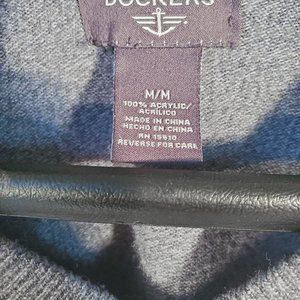 DOCKERS
M/M
100% ACRYLIC/
ACRILICO
MADE IN CHINA
HECHO EN CHINA
RN 15610
REVERSE FOR CARE